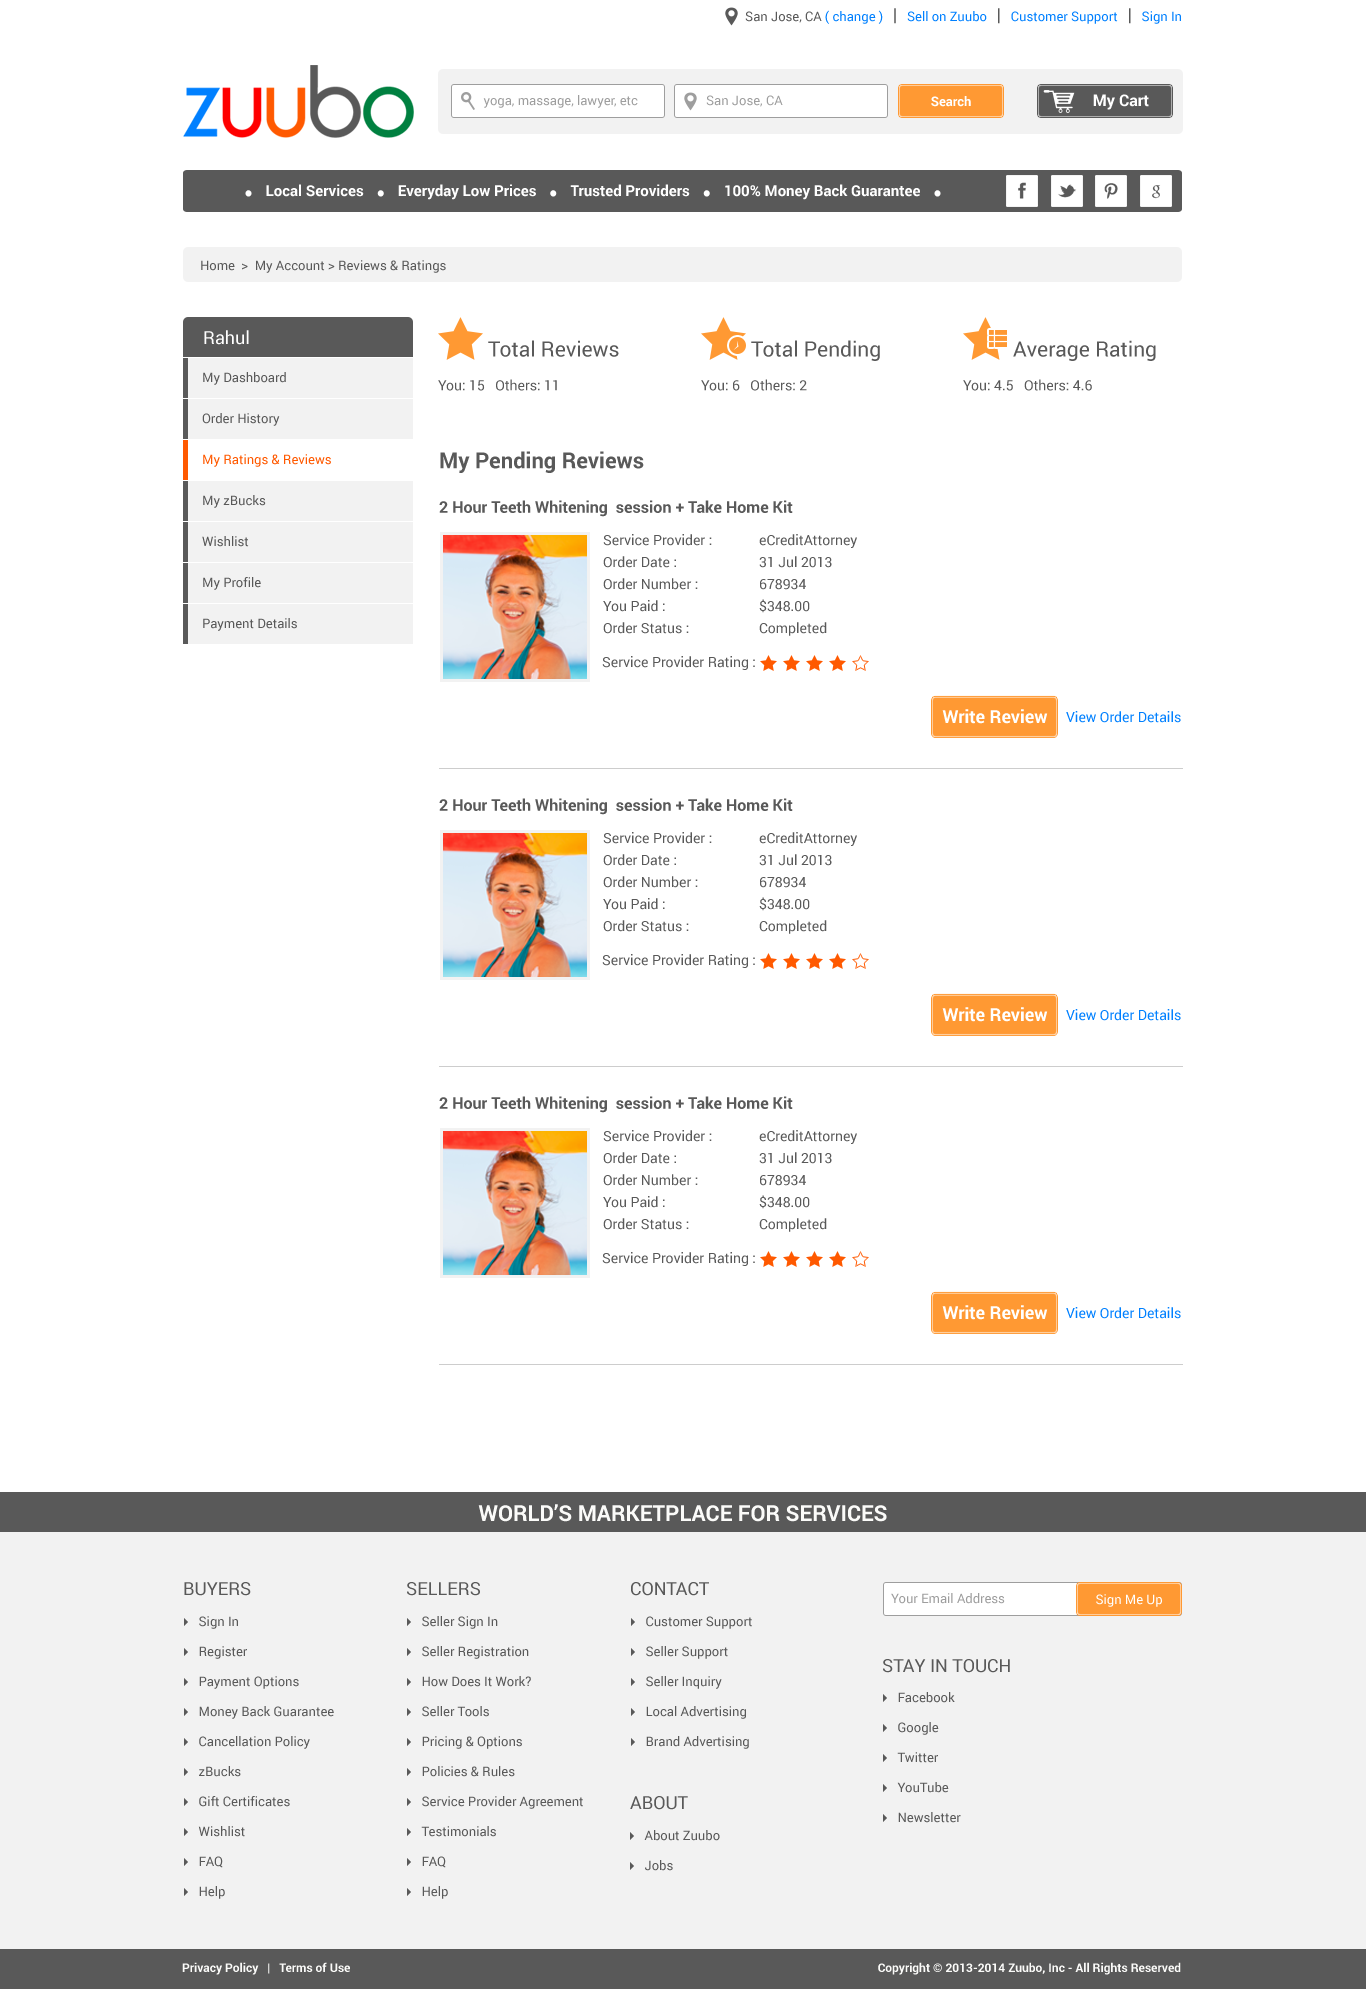 San Jose, CA ( change ) | Sell on Zuubo | Customer Support | Sign In
zuubo
yoga, massage, lawyer, etc
San Jose, CA
Search
My Cart
• Local Services • Everyday Low Prices • Trusted Providers • 100% Money Back Guarantee •
f
g
Home > My Account > Reviews & Ratings
Rahul
My Dashboard
Order History
My Ratings & Reviews
My zBucks
Wishlist
My Profile
Payment Details
Total Reviews
You: 15 Others: 11
Total Pending
You: 6 Others: 2
Average Rating
You: 4.5 Others: 4.6
My Pending Reviews
2 Hour Teeth Whitening session + Take Home Kit
Service Provider : eCreditAttorney
Order Date : 31 Jul 2013
Order Number : 678934
You Paid : $348.00
Order Status : Completed
Service Provider Rating :
Write Review View Order Details
2 Hour Teeth Whitening session + Take Home Kit
Service Provider : eCreditAttorney
Order Date : 31 Jul 2013
Order Number : 678934
You Paid : $348.00
Order Status : Completed
Service Provider Rating :
Write Review View Order Details
2 Hour Teeth Whitening session + Take Home Kit
Service Provider : eCreditAttorney
Order Date : 31 Jul 2013
Order Number : 678934
You Paid : $348.00
Order Status : Completed
Service Provider Rating :
Write Review View Order Details
WORLD'S MARKETPLACE FOR SERVICES
BUYERS
Sign In
Register
Payment Options
Money Back Guarantee
Cancellation Policy
zBucks
Gift Certificates
Wishlist
FAQ
Help
SELLERS
Seller Sign In
Seller Registration
How Does It Work?
Seller Tools
Pricing & Options
Policies & Rules
Service Provider Agreement
Testimonials
FAQ
Help
CONTACT
Customer Support
Seller Support
Seller Inquiry
Local Advertising
Brand Advertising
ABOUT
About Zuubo
Jobs
Your Email Address
Sign Me Up
STAY IN TOUCH
Facebook
Google
Twitter
YouTube
Newsletter
Privacy Policy | Terms of Use
Copyright © 2013-2014 Zuubo, Inc - All Rights Reserved